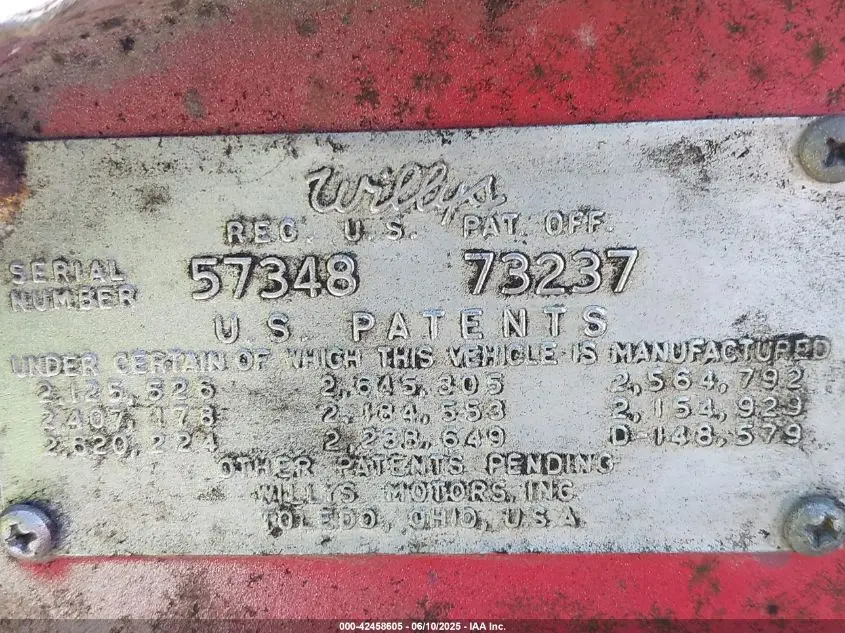 Willys
REG. U.S. PAT. OFF.
SERIAL NUMBER 57348 73237
U.S. PATENTS
UNDER CERTAIN OF WHICH THIS VEHICLE IS MANUFACTURED
2,125,526 2,645,305 2,564,792
2,407,178 2,184,553 2,154,929
2,620,224 2,238,649 D-148,579
OTHER PATENTS PENDING
WILLYS MOTORS, INC.
TOLEDO, OHIO, U.S.A.
000-42458605 - 06/10/2025 - IAA Inc.